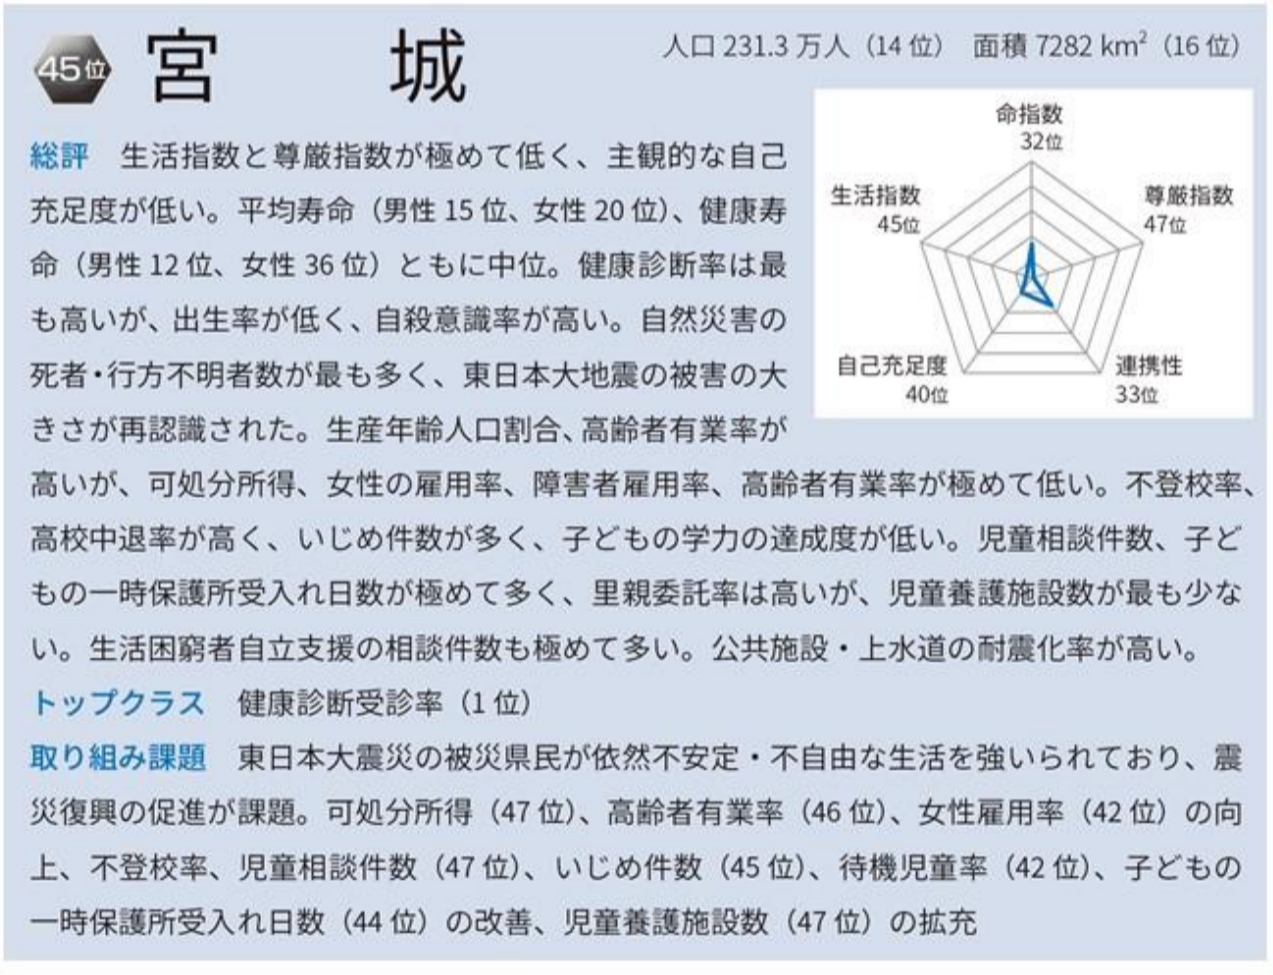 45位 宮 城 人口 231.3 万人（14 位） 面積 7282 km²（16 位）
命指数
32位
生活指数
45位
尊厳指数
47位
自己充足度
40位
連携性
33位
総評 生活指数と尊厳指数が極めて低く、主観的な自己
充足度が低い。平均寿命（男性 15 位、女性 20 位）、健康寿
命（男性 12 位、女性 36 位）ともに中位。健康診断率は最
も高いが、出生率が低く、自殺意識率が高い。自然災害の
死者・行方不明者数が最も多く、東日本大地震の被害の大
きさが再認識された。生産年齢人口割合、高齢者有業率が
高いが、可処分所得、女性の雇用率、障害者雇用率、高齢者有業率が極めて低い。不登校率、
高校中退率が高く、いじめ件数が多く、子どもの学力の達成度が低い。児童相談件数、子ど
もの一時保護所受入れ日数が極めて多く、里親委託率は高いが、児童養護施設数が最も少な
い。生活困窮者自立支援の相談件数も極めて多い。公共施設・上水道の耐震化率が高い。
トップクラス 健康診断受診率（1 位）
取り組み課題 東日本大震災の被災県民が依然不安定・不自由な生活を強いられており、震
災復興の促進が課題。可処分所得（47 位）、高齢者有業率（46 位）、女性雇用率（42 位）の向
上、不登校率、児童相談件数（47 位）、いじめ件数（45 位）、待機児童率（42 位）、子どもの
一時保護所受入れ日数（44 位）の改善、児童養護施設数（47 位）の拡充